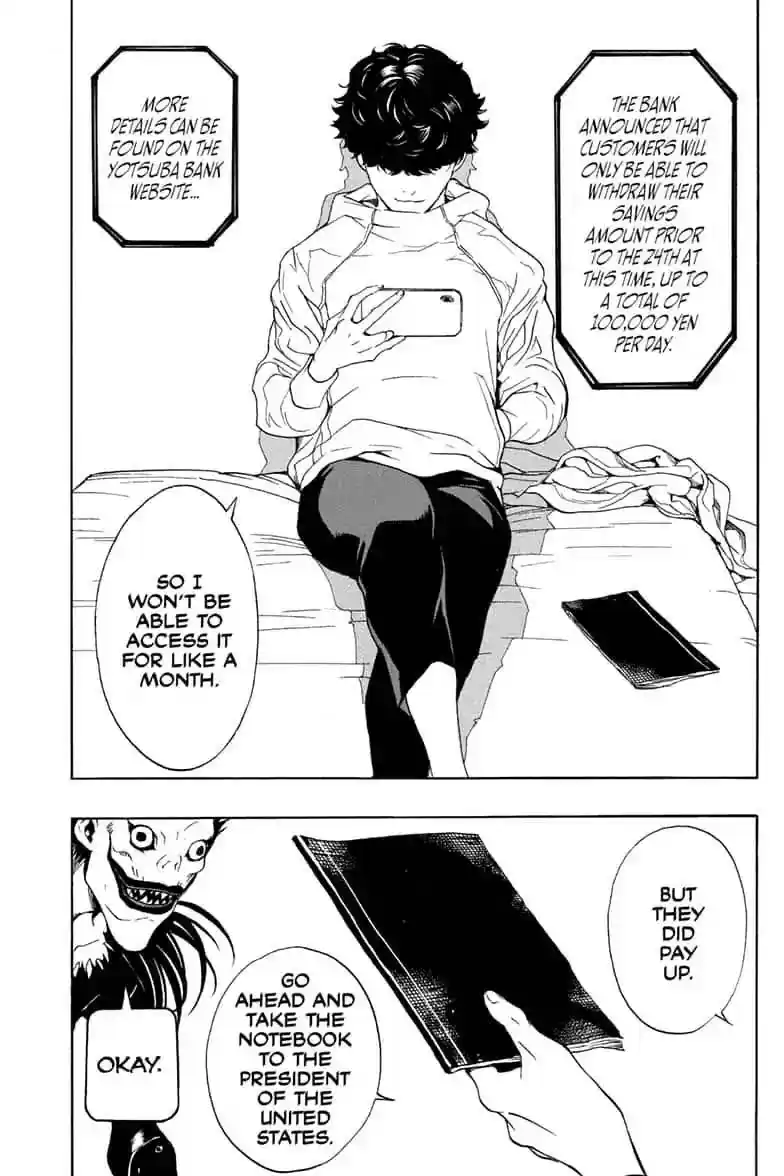 THE BANK
ANNOUNCED THAT
CUSTOMERS WILL
ONLY BE ABLE TO
WITHDRAW THEIR
SAVINGS
AMOUNT PRIOR
TO THE 24TH AT
THIS TIME, UP TO
A TOTAL OF
100,000 YEN
PER DAY.
MORE
DETAILS CAN BE
FOUND ON THE
YOTSUBA BANK
WEBSITE...
SO I
WON'T BE
ABLE TO
ACCESS IT
FOR LIKE A
MONTH.
BUT
THEY
DID
PAY
UP.
GO
AHEAD AND
TAKE THE
NOTEBOOK
TO THE
PRESIDENT
OF THE
UNITED
STATES.
OKAY.